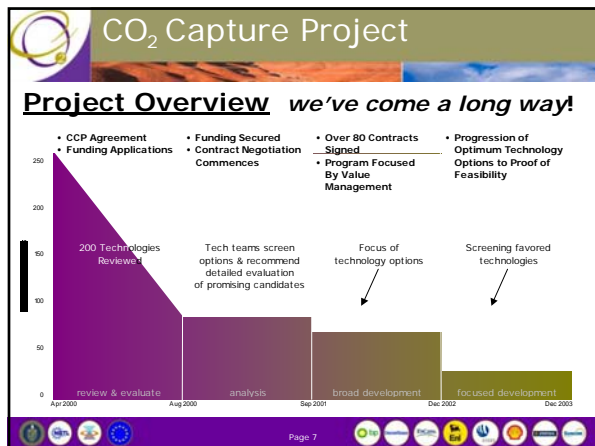 CO2 Capture Project
Project Overview we've come a long way!
• CCP Agreement
• Funding Applications
• Funding Secured
• Contract Negotiation
Commences
• Over 80 Contracts
Signed
• Program Focused
By Value
Management
• Progression of
Optimum Technology
Options to Proof of
Feasibility
250
200
150
100
50
0
200 Technologies
Reviewed
Tech teams screen
options & recommend
detailed evaluation
of promising candidates
Focus of
technology options
Screening favored
technologies
review & evaluate
analysis
broad development
focused development
Apr 2000
Aug 2000
Sep 2001
Dec 2002
Dec 2003
Page 7
bp
Eni